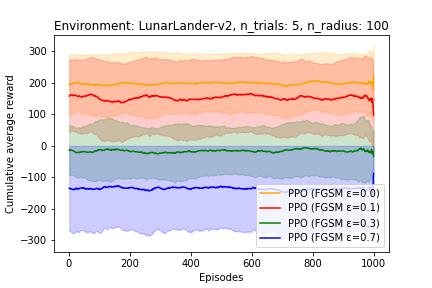 Environment: LunarLander-v2, n_trials: 5, n_radius: 100
Cumulative average reward
300
200
100
0
−100
−200
−300
0
200
400
600
800
1000
Episodes
PPO (FGSM ε=0.0)
PPO (FGSM ε=0.1)
PPO (FGSM ε=0.3)
PPO (FGSM ε=0.7)